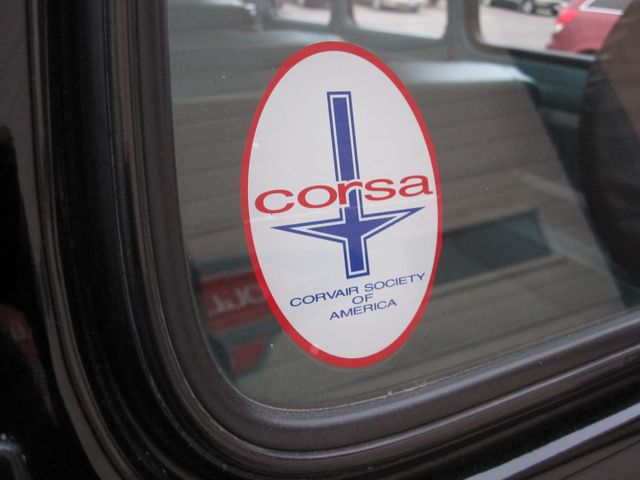 corsa
CORVAIR SOCIETY
OF
AMERICA